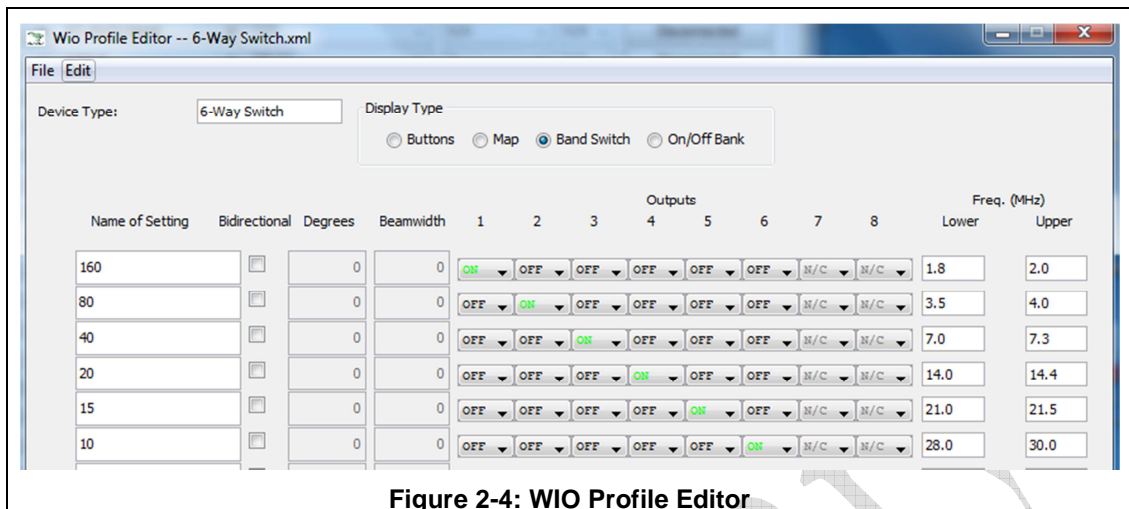 Wio Profile Editor -- 6-Way Switch.xml
File Edit
Device Type: 6-Way Switch Display Type
Buttons Map Band Switch On/Off Bank
Outputs Freq. (MHz)
Name of Setting Bidirectional Degrees Beamwidth 1 2 3 4 5 6 7 8 Lower Upper
160 0 0 ON OFF OFF OFF OFF OFF N/C N/C 1.8 2.0
80 0 0 OFF ON OFF OFF OFF OFF N/C N/C 3.5 4.0
40 0 0 OFF OFF ON OFF OFF OFF N/C N/C 7.0 7.3
20 0 0 OFF OFF OFF ON OFF OFF N/C N/C 14.0 14.4
15 0 0 OFF OFF OFF OFF ON OFF N/C N/C 21.0 21.5
10 0 0 OFF OFF OFF OFF OFF ON N/C N/C 28.0 30.0
Figure 2-4: WIO Profile Editor